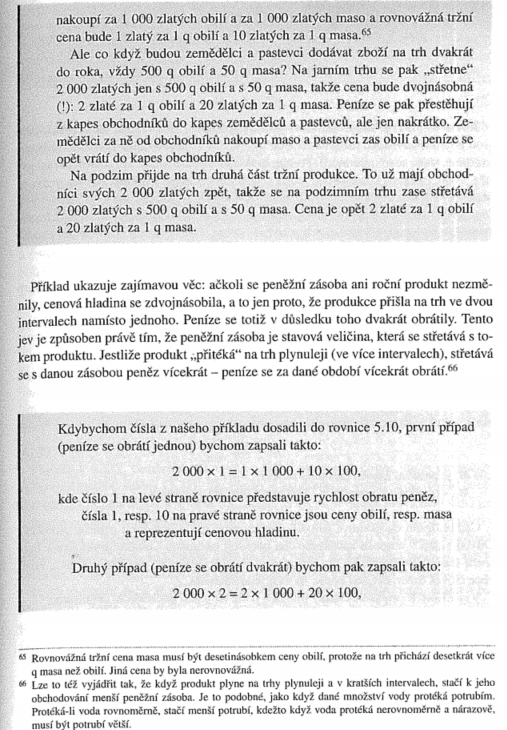 nakoupí za 1 000 zlatých obilí a za 1 000 zlatých maso a rovnovážná tržní
cena bude 1 zlatý za 1 q obilí a 10 zlatých za 1 q masa.⁶⁵
Ale co když budou zemědělci a pastevci dodávat zboží na trh dvakrát
do roka, vždy 500 q obilí a 50 q masa? Na jarním trhu se pak „střetne"
2 000 zlatých jen s 500 q obilí a s 50 q masa, takže cena bude dvojnásobná
(!): 2 zlaté za 1 q obilí a 20 zlatých za 1 q masa. Peníze se pak přestěhují
z kapes obchodníků do kapes zemědělců a pastevců, ale jen nakrátko. Ze-
mědělci za ně od obchodníků nakoupí maso a pastevci zas obilí a peníze se
opět vrátí do kapes obchodníků.
Na podzim přijde na trh druhá část tržní produkce. To už mají obchod-
níci svých 2 000 zlatých zpět, takže se na podzimním trhu zase střetává
2 000 zlatých s 500 q obilí a s 50 q masa. Cena je opět 2 zlaté za 1 q obilí
a 20 zlatých za 1 q masa.
Příklad ukazuje zajímavou věc: ačkoli se peněžní zásoba ani roční produkt nezmě-
nily, cenová hladina se zdvojnásobila, a to jen proto, že produkce přišla na trh ve dvou
intervalech namísto jednoho. Peníze se totiž v důsledku toho dvakrát obrátily. Tento
jev je způsoben právě tím, že peněžní zásoba je stavová veličina, která se střetává s to-
kem produktu. Jestliže produkt „přitéká" na trh plynuleji (ve více intervalech), střetává
se s danou zásobou peněz vícekrát – peníze se za dané období vícekrát obrátí.⁶⁶
Kdybychom čísla z našeho příkladu dosadili do rovnice 5.10, první případ
(peníze se obrátí jednou) bychom zapsali takto:
2 000 × 1 = 1 × 1 000 + 10 × 100,
kde číslo 1 na levé straně rovnice představuje rychlost obratu peněz,
čísla 1, resp. 10 na pravé straně rovnice jsou ceny obilí, resp. masa
a reprezentují cenovou hladinu.
Druhý případ (peníze se obrátí dvakrát) bychom pak zapsali takto:
2 000 × 2 = 2 × 1 000 + 20 × 100,
⁶⁵ Rovnovážná tržní cena masa musí být desetinásobkem ceny obilí, protože na trh přichází desetkrát více
q masa než obilí. Jiná cena by byla nerovnovážná.
⁶⁶ Lze to též vyjádřit tak, že když produkt plyne na trhy plynuleji a v kratších intervalech, stačí k jeho
obchodování menší peněžní zásoba. Je to podobné, jako když dané množství vody protéká potrubím.
Protéká-li voda rovnoměrně, stačí menší potrubí, kdežto když voda protéká nerovnoměrně a nárazově,
musí být potrubí větší.